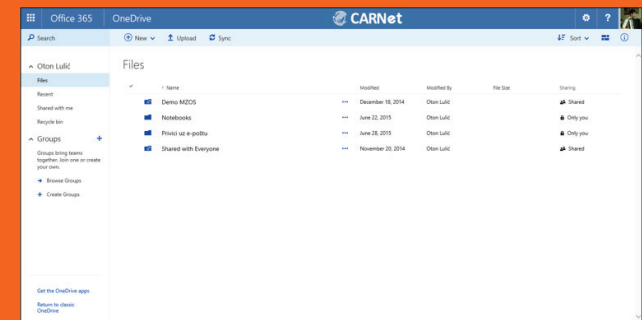 Office 365
OneDrive
CARNet
?
Search
New
Upload
Sync
Sort
Oton Lulić
Files
Recent
Shared with me
Recycle bin
Groups
+
Groups bring teams
together. Join one or create
your own.
Browse Groups
+ Create Groups
Get the OneDrive apps
Return to classic
OneDrive
Files
Name Modified Modified By File Size Sharing
Demo MZOS ••• December 18, 2014 Oton Lulić Shared
Notebooks ••• June 22, 2015 Oton Lulić Only you
Privici uz e-poštu ••• June 28, 2015 Oton Lulić Only you
Shared with Everyone ••• November 20, 2014 Oton Lulić Shared